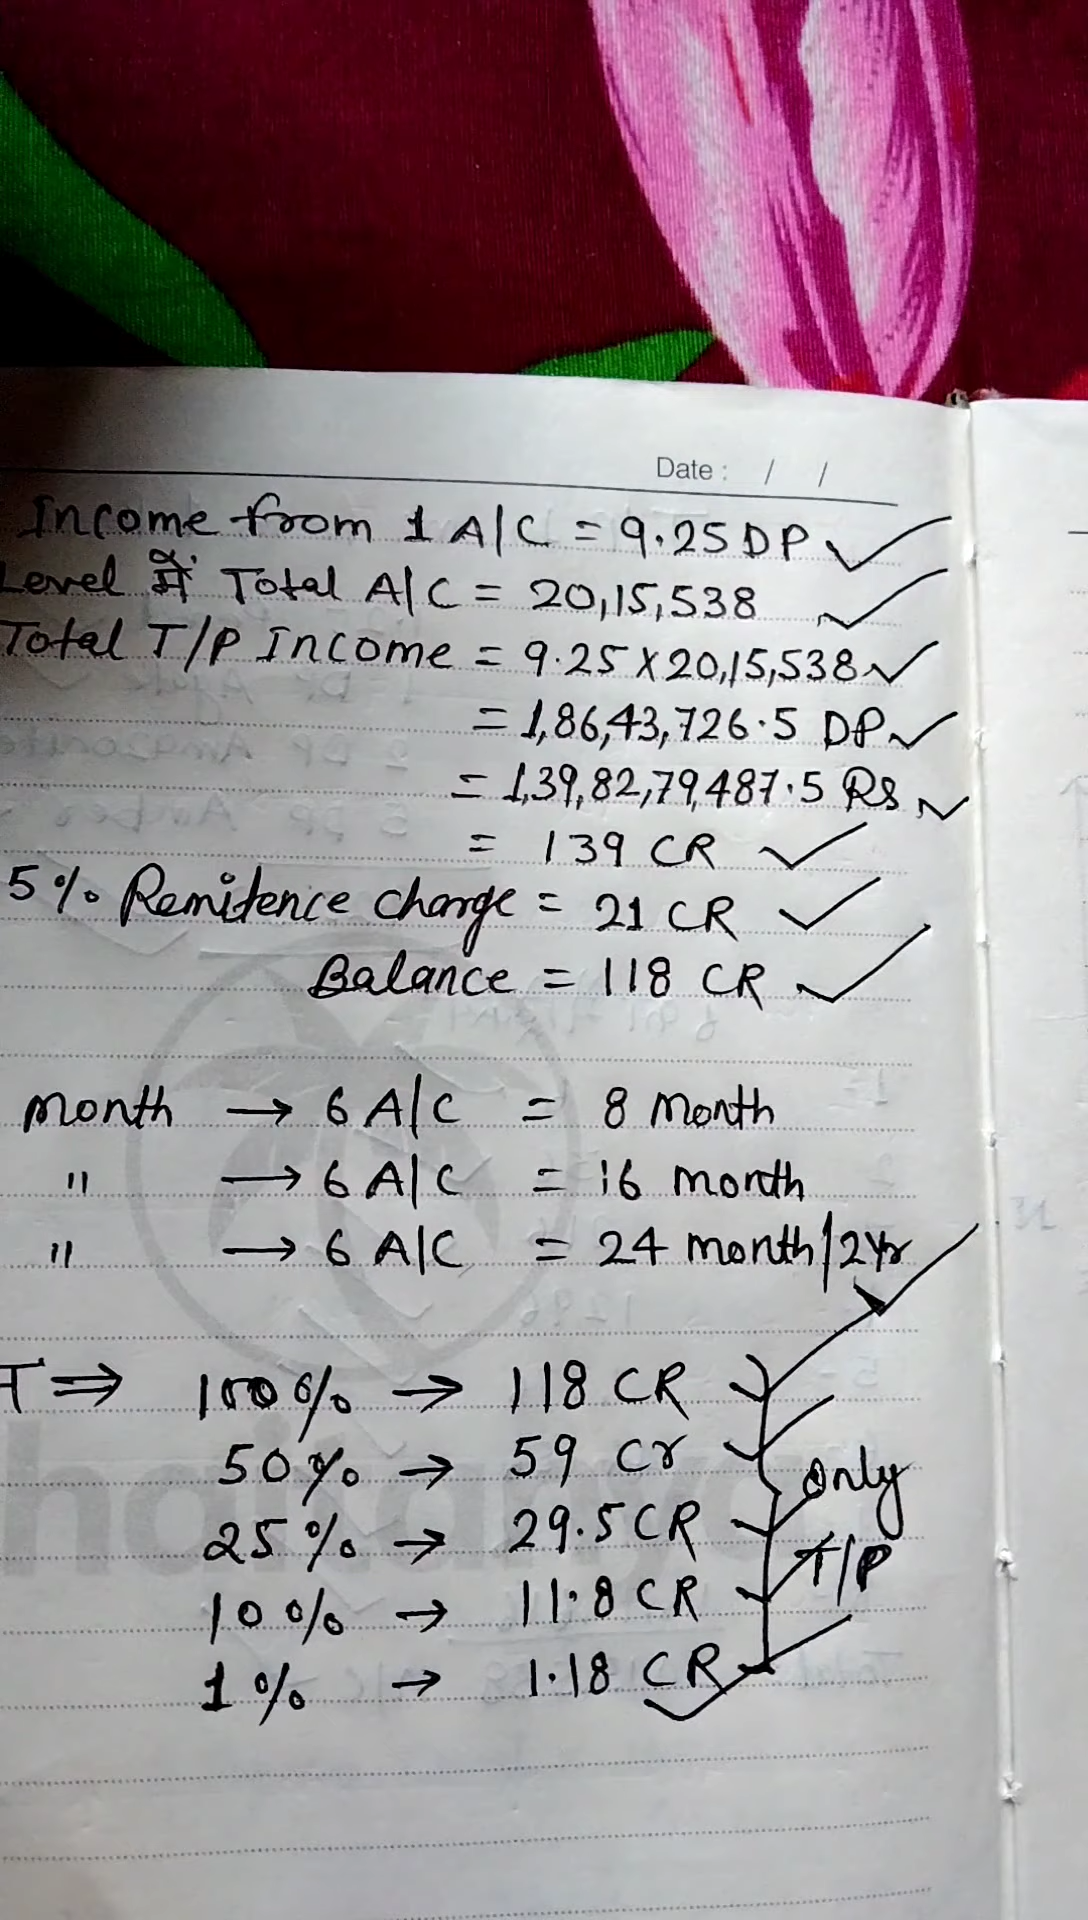 Date : / /
Income from 1 A/C = 9.25 DP
Level में Total A/C = 20,15,538
Total T/P Income = 9.25 X 20,15,538
= 1,86,43,726.5 DP
= 1,39,82,79,487.5 Rs
= 139 CR
5% Remitence charge = 21 CR
Balance = 118 CR
month → 6 A/C = 8 month
" → 6 A/C = 16 month
" → 6 A/C = 24 month/2Yr
⇒ 100% → 118 CR
50% → 59 Cr
25% → 29.5 CR
10% → 11.8 CR
1% → 1.18 CR
only
T/P